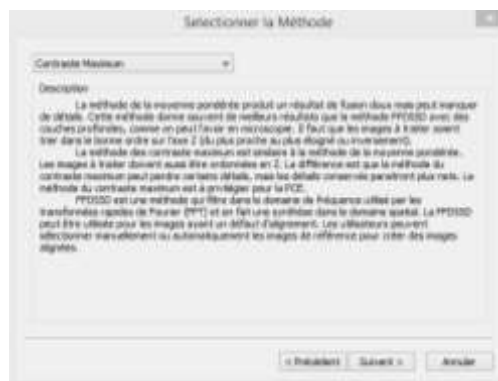 Sélectionner la Méthode
Contraste Maximum
Description
La méthode de la moyenne pondérée produit un résultat de fusion doux mais peut manquer
de détails. Cette méthode donne souvent de meilleurs résultats que la méthode FFDSSD avec des
couches profondes, comme on peut l'avoir en microscopie. Il faut que les images à traiter soient
trier dans le bonne ordre sur l'axe Z (du plus proche au plus éloigné ou inversement).
La méthode des contraste maximum est similaire à la méthode de la moyenne pondérée.
Les images à traiter doivent aussi être ordonnées en Z. La différence est que la méthode du
contraste maximum peut perdre certains détails, mais les détails conservés paraitront plus nets. La
méthode du contraste maximum est à privilégier pour la
FFDSSD est une méthode qui filtre dans le domaine de fréquence utilisé par les
transformées rapides de Fourier (FFT) et en fait une synthèse dans le domaine spatial. La FFDSSD
peut être utilisée pour les images ayant un défaut d'alignement. Les utilisateurs peuvent
sélectionner manuellement ou automatiquement les images de référence pour créer des images
alignées.
< Précédent Suivant > Annuler